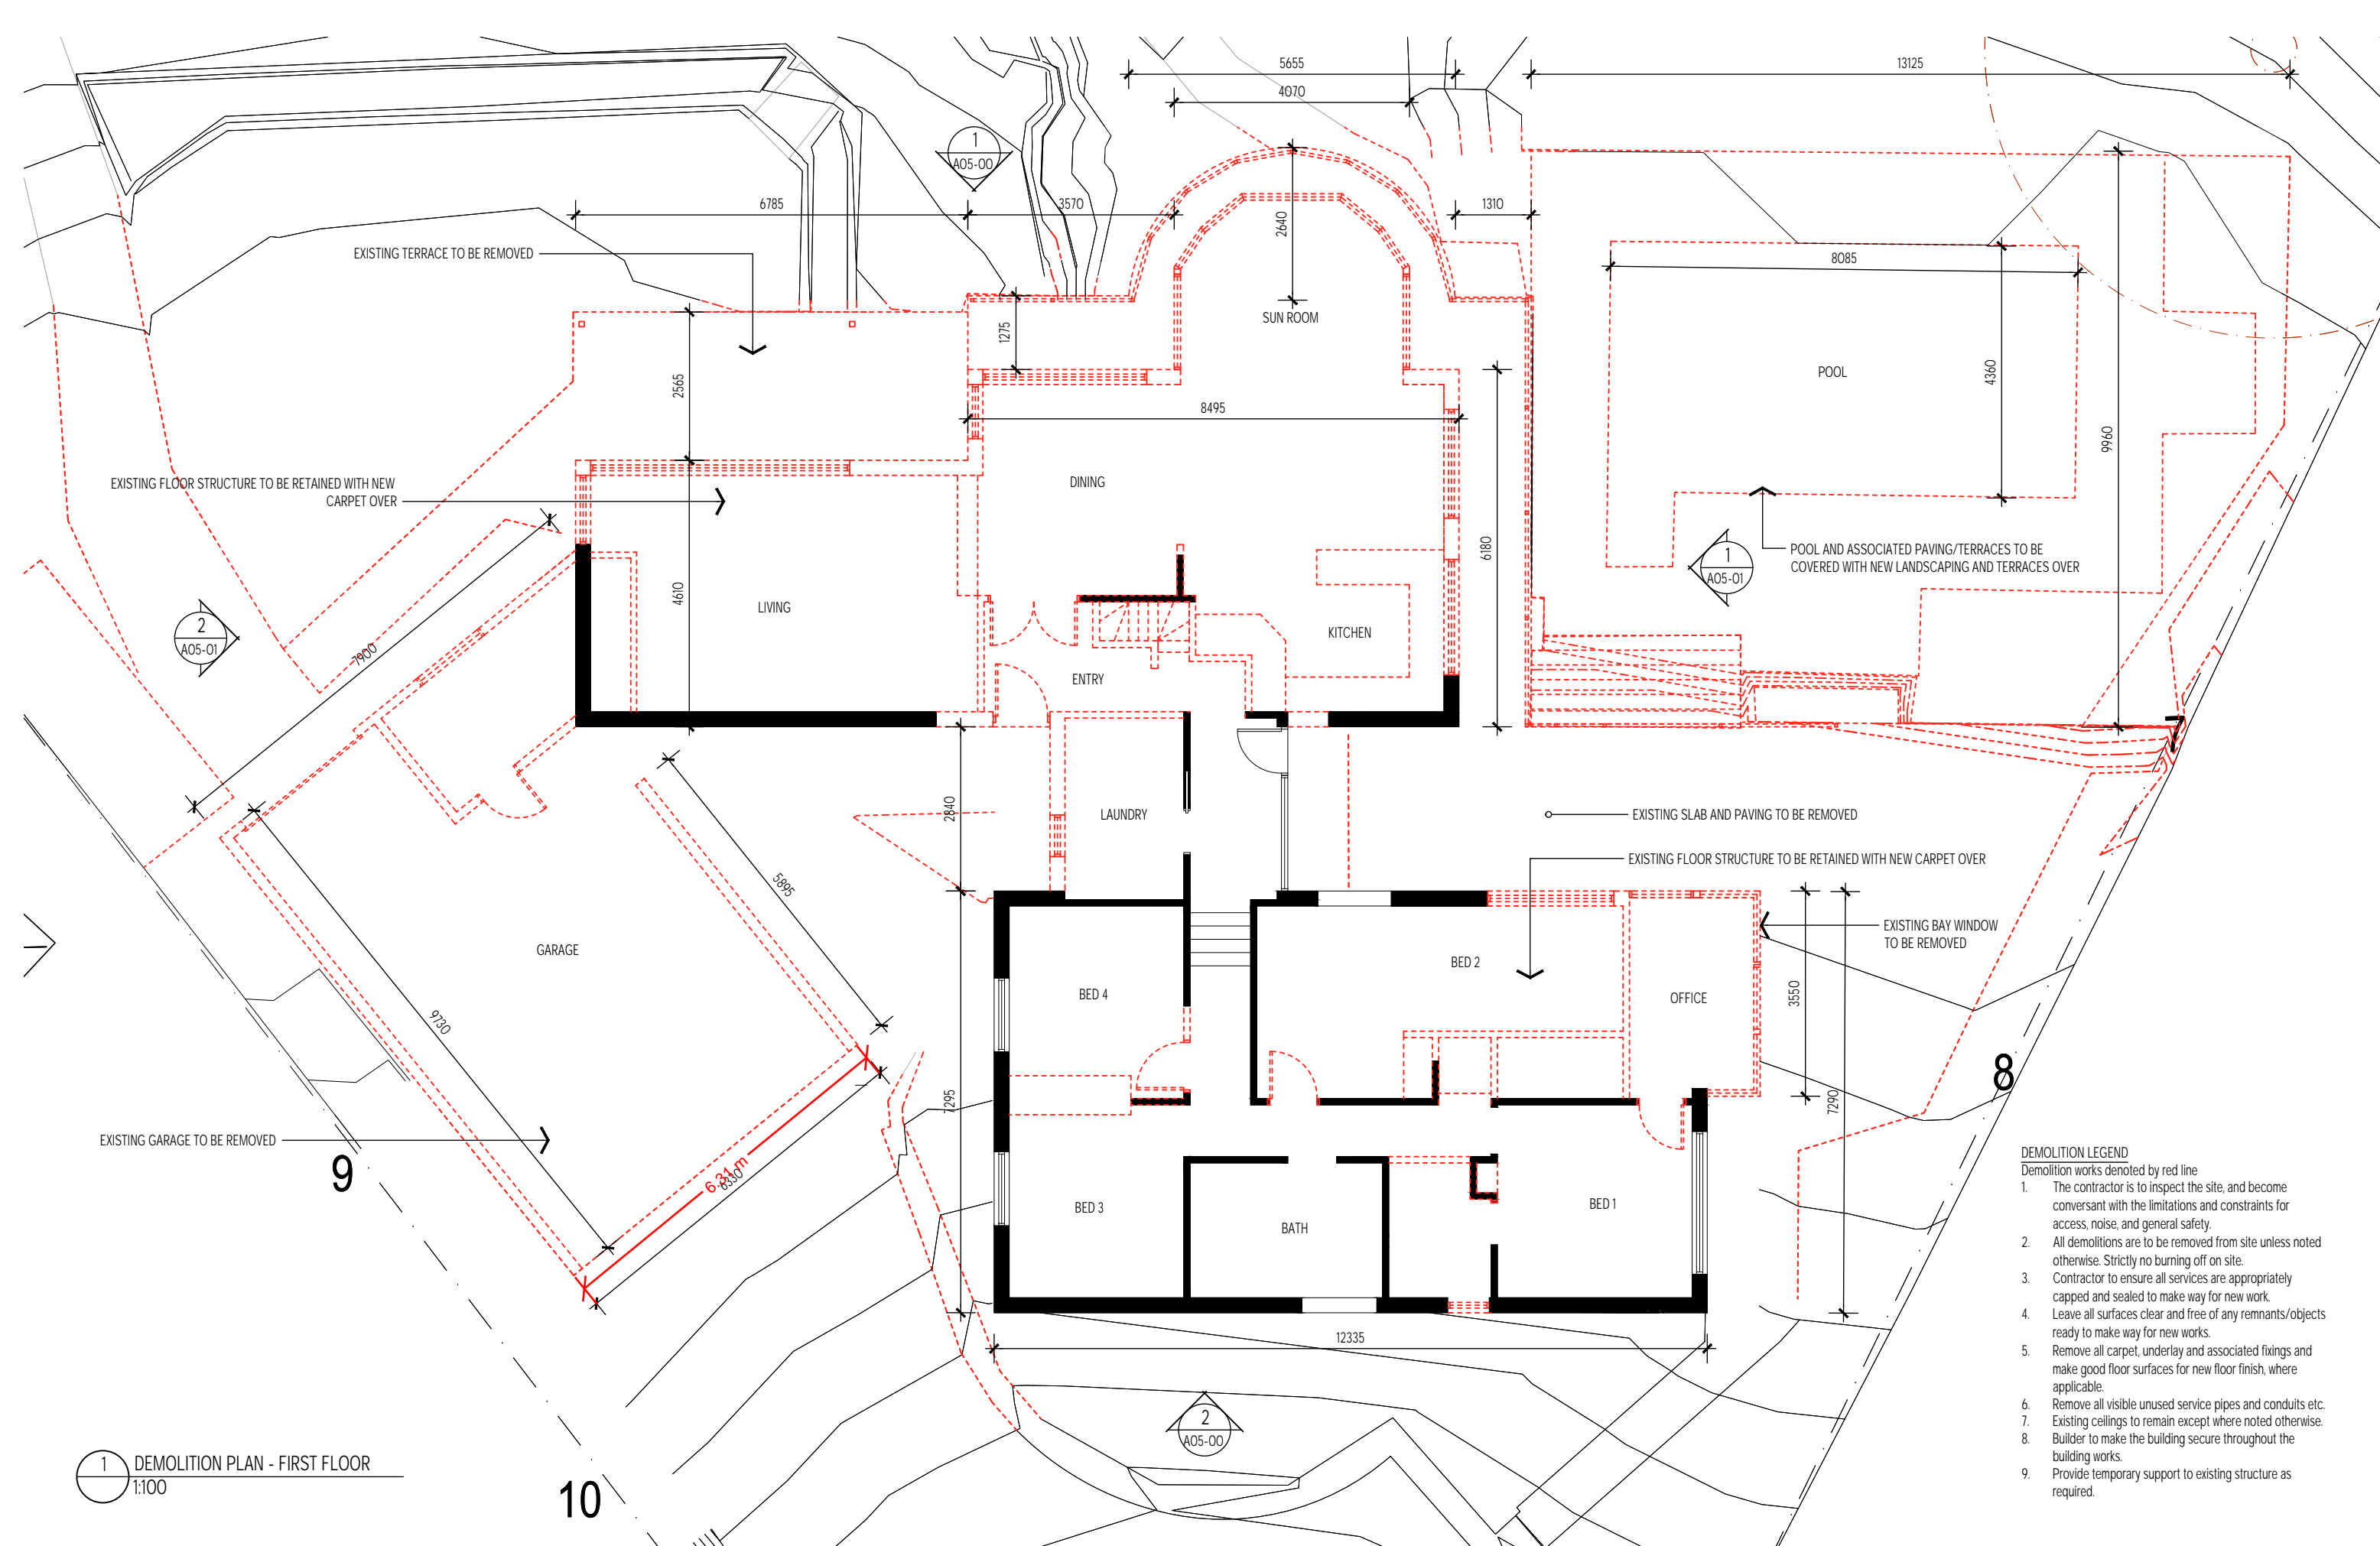 5655
13125
4070
1
A05-00
6785
3570
2640
1310
EXISTING TERRACE TO BE REMOVED
8085
SUN ROOM
1275
POOL
4360
2565
8495
9960
DINING
EXISTING FLOOR STRUCTURE TO BE RETAINED WITH NEW
CARPET OVER
6180
POOL AND ASSOCIATED PAVING/TERRACES TO BE
COVERED WITH NEW LANDSCAPING AND TERRACES OVER
1
A05-01
4610
LIVING
2
A05-01
KITCHEN
7900
ENTRY
2840
LAUNDRY
EXISTING SLAB AND PAVING TO BE REMOVED
EXISTING FLOOR STRUCTURE TO BE RETAINED WITH NEW CARPET OVER
5895
EXISTING BAY WINDOW
TO BE REMOVED
GARAGE
BED 2
BED 4
OFFICE
3550
9730
7295
7290
8
EXISTING GARAGE TO BE REMOVED
9
6.31 m
6330
BED 3
BATH
BED 1
DEMOLITION LEGEND
Demolition works denoted by red line
1. The contractor is to inspect the site, and become
conversant with the limitations and constraints for
access, noise, and general safety.
2. All demolitions are to be removed from site unless noted
otherwise. Strictly no burning off on site.
3. Contractor to ensure all services are appropriately
capped and sealed to make way for new work.
4. Leave all surfaces clear and free of any remnants/objects
ready to make way for new works.
5. Remove all carpet, underlay and associated fixings and
make good floor surfaces for new floor finish, where
applicable.
6. Remove all visible unused service pipes and conduits etc.
7. Existing ceilings to remain except where noted otherwise.
8. Builder to make the building secure throughout the
building works.
9. Provide temporary support to existing structure as
required.
12335
2
A05-00
1
DEMOLITION PLAN - FIRST FLOOR
1:100
10